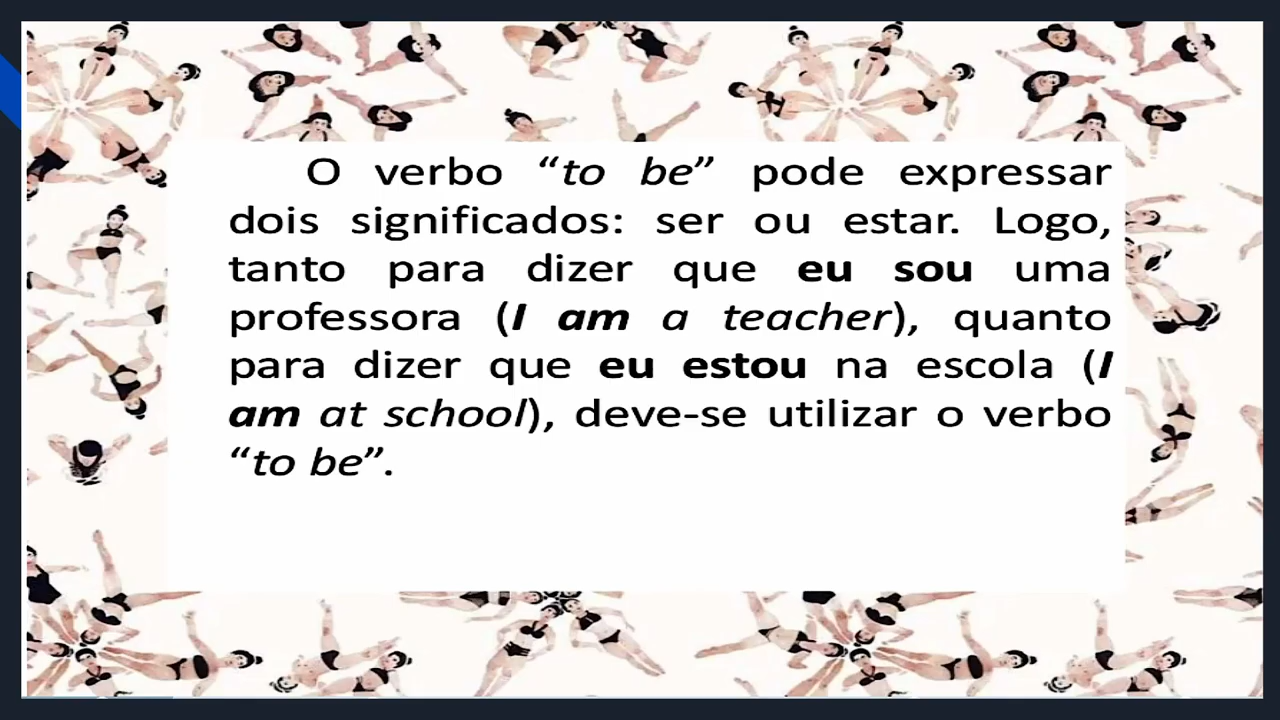 O verbo “to be” pode expressar
dois significados: ser ou estar. Logo,
tanto para dizer que eu sou uma
professora (I am a teacher), quanto
para dizer que eu estou na escola (I
am at school), deve-se utilizar o verbo
“to be”.